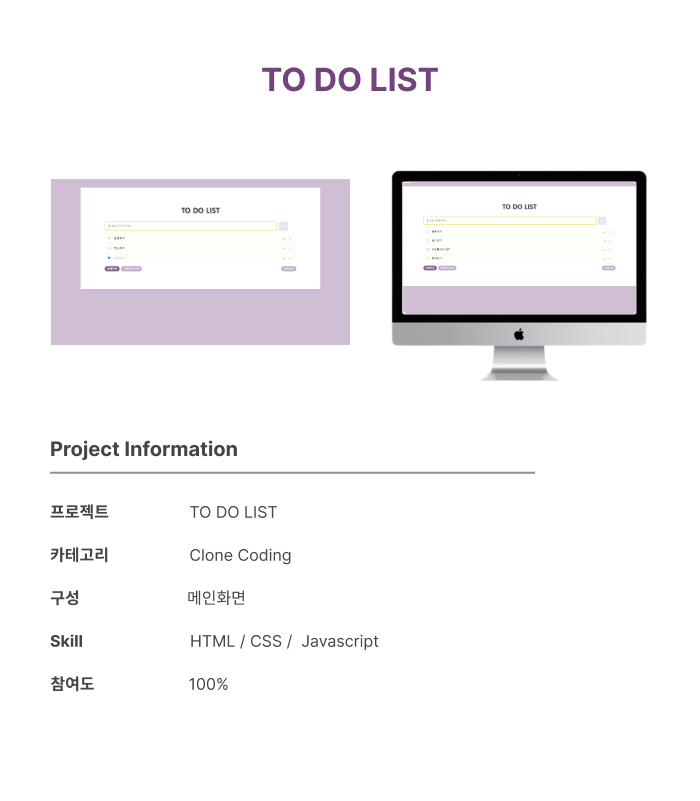 TO DO LIST
TO DO LIST
TO DO LIST
Project Information
프로젝트 TO DO LIST
카테고리 Clone Coding
구성 메인화면
Skill HTML / CSS / Javascript
참여도 100%